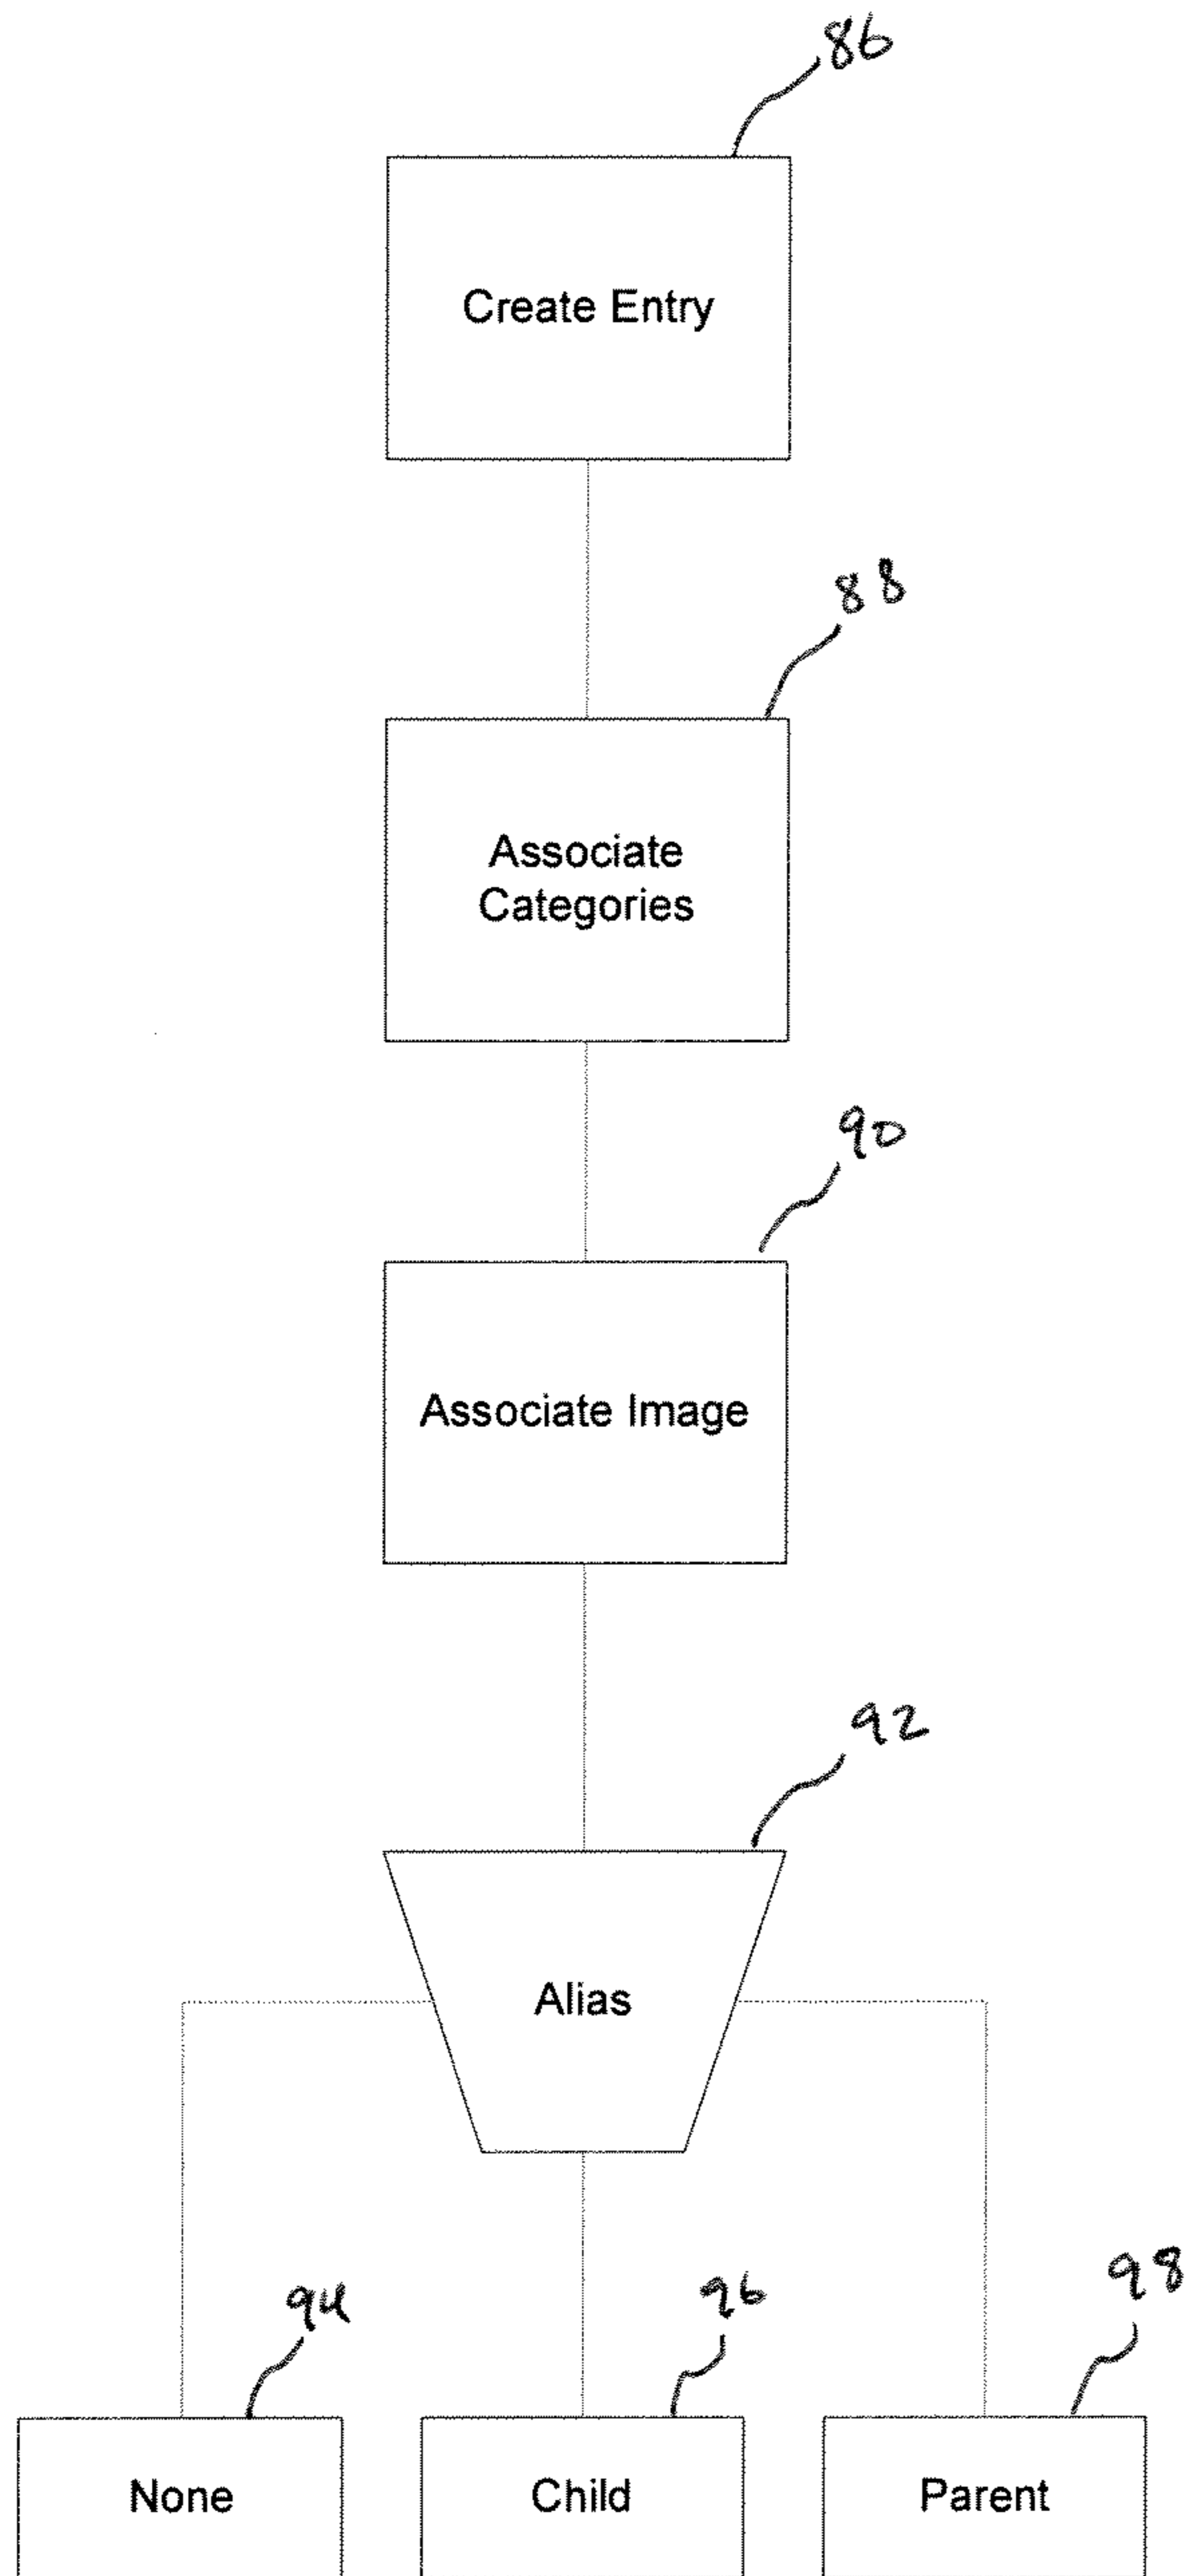 86
Create Entry
88
Associate
Categories
90
Associate Image
92
Alias
94
96
98
None
Child
Parent